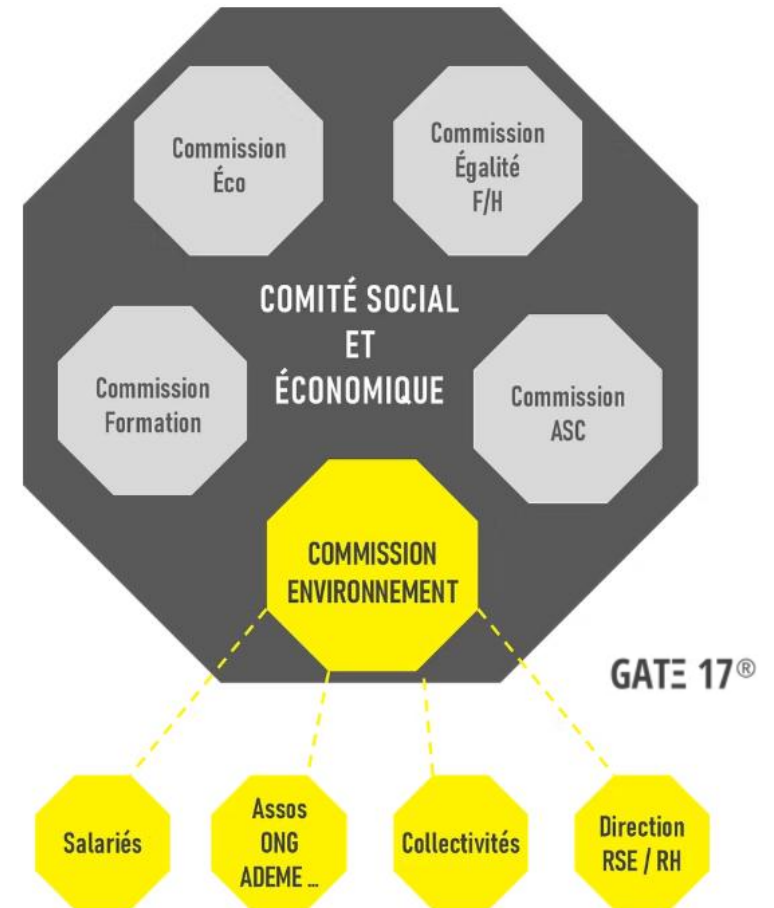 Commission
Éco
Commission
Égalité
F/H
COMITÉ SOCIAL
ET
ÉCONOMIQUE
Commission
Formation
Commission
ASC
COMMISSION
ENVIRONNEMENT
GATE 17®
Salariés
Assos
ONG
ADEME ...
Collectivités
Direction
RSE / RH